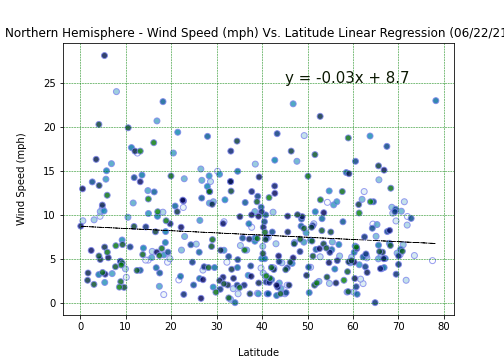 Northern Hemisphere - Wind Speed (mph) Vs. Latitude Linear Regression (06/22/21
y = -0.03x + 8.7
25
20
15
10
5
0
Wind Speed (mph)
0 10 20 30 40 50 60 70 80
Latitude